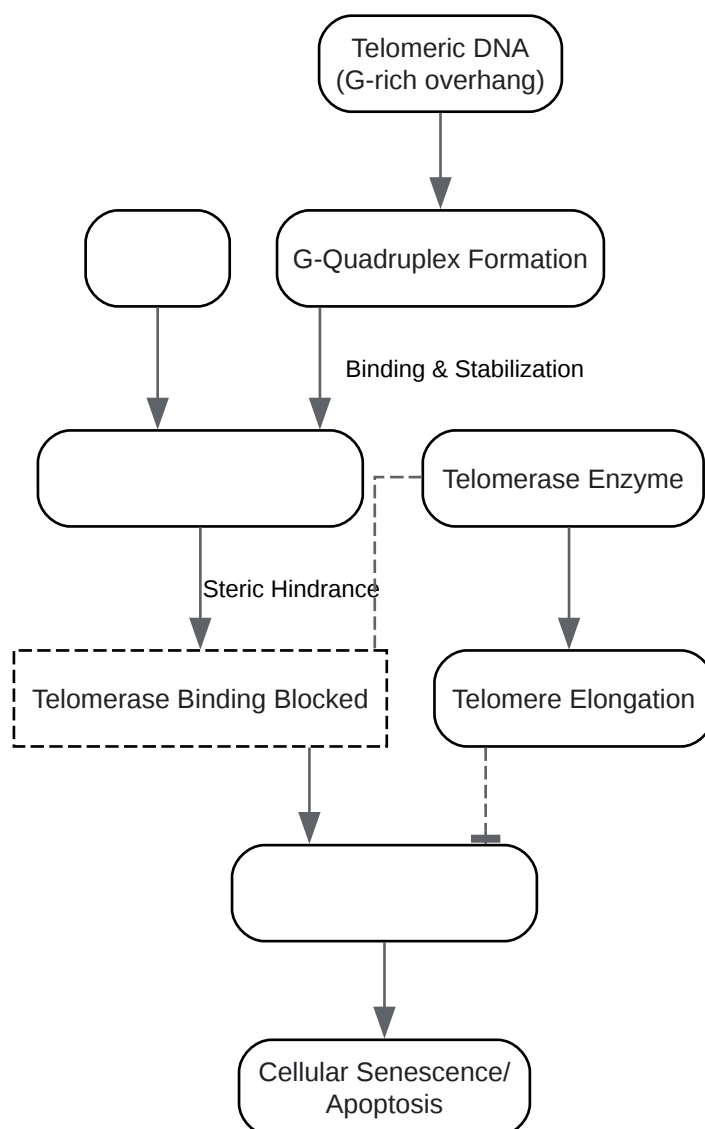 Telomeric DNA
(G-rich overhang)
G-Quadruplex Formation
Binding & Stabilization
Telomerase Enzyme
Steric Hindrance
Telomerase Binding Blocked
Telomere Elongation
Cellular Senescence/
Apoptosis